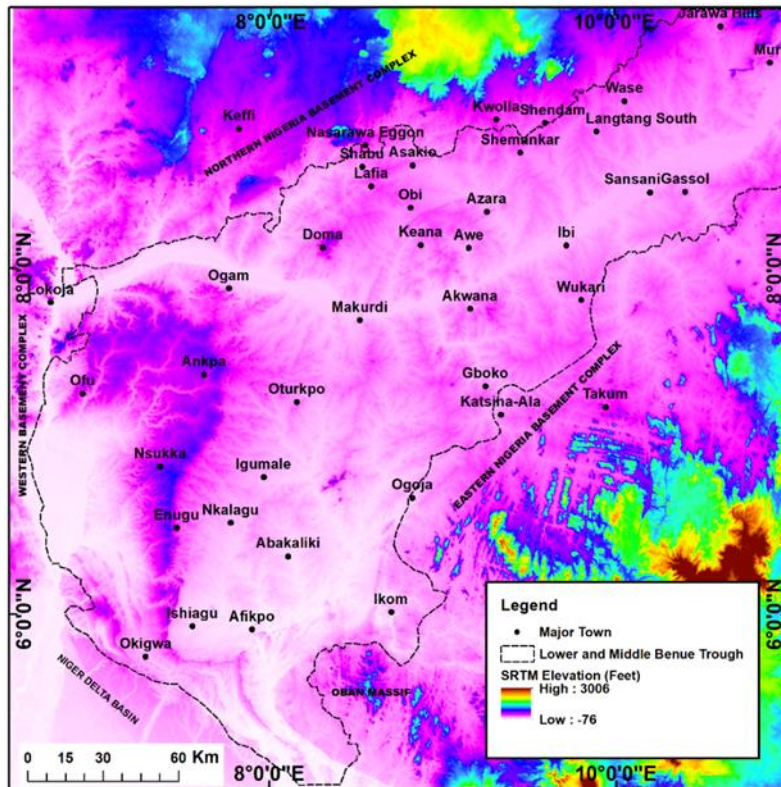 8°0'0"E
10°0'0"E
Jarawa Hills
Mur
Wase
NORTHERN NIGERIA BASEMENT COMPLEX
Keffi
Kwolla
Shendam
Langtang South
Nasarawa Eggon
Shemankar
Shabu
Asakio
Lafia
SansaniGassol
Obi
Azara
Doma
Keana
Awe
Ibi
8°0'0"N
8°0'0"N
Ogam
Lokoja
Akwana
Wukari
Makurdi
WESTERN BASEMENT COMPLEX
Ankpa
Gboko
EASTERN NIGERIA BASEMENT COMPLEX
Ofu
Oturkpo
Katsina-Ala
Takum
Nsukka
Igumale
Ogoja
Enugu
Nkalagu
Abakaliki
6°0'0"N
6°0'0"N
Ikom
Ishiagu
Afikpo
Okigwa
NIGER DELTA BASIN
OBAN MASSIF
Legend
Major Town
Lower and Middle Benue Trough
SRTM Elevation (Feet)
High : 3006
Low : -76
0 15 30 60 Km
8°0'0"E
10°0'0"E